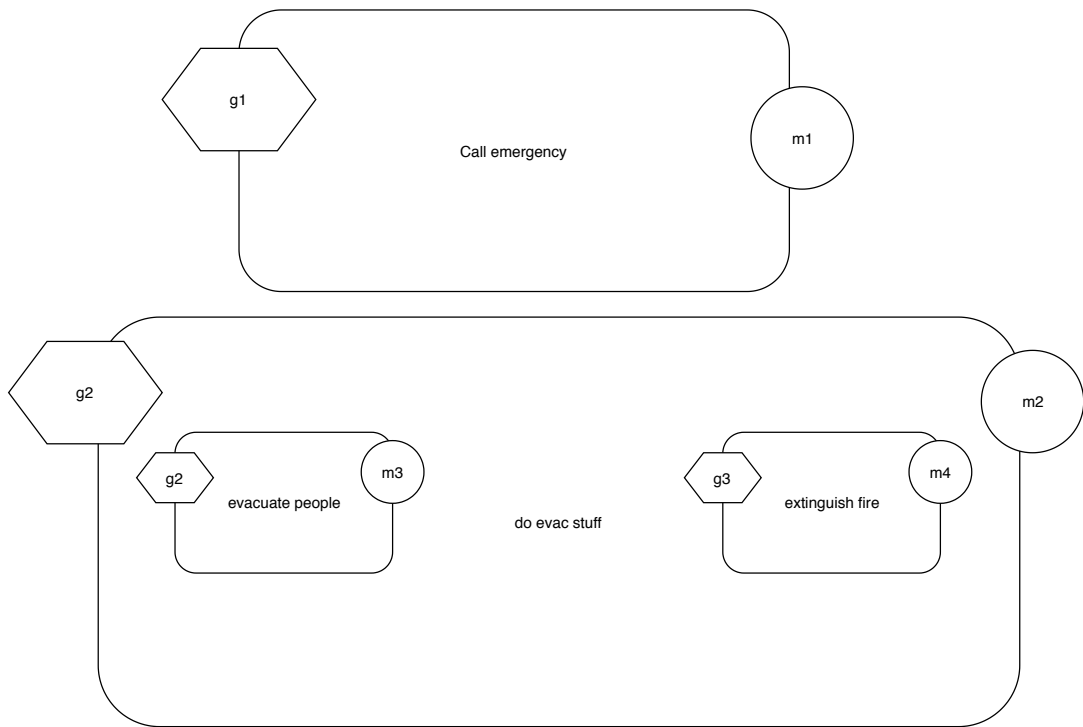 g1
m1
Call emergency
g2
m2
g2
m3
evacuate people
g3
m4
extinguish fire
do evac stuff